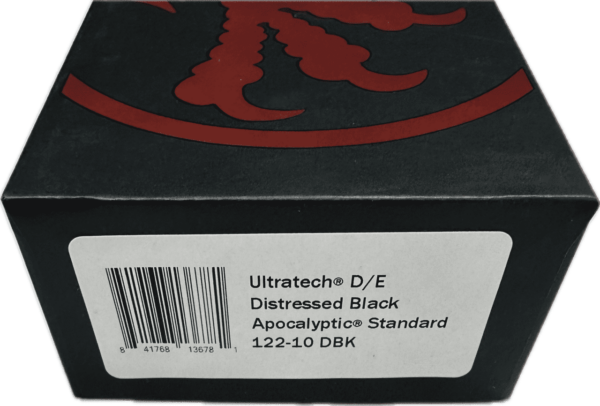 Ultratech® D/E
Distressed Black
Apocalyptic® Standard
122-10 DBK
8 41768 13678 1